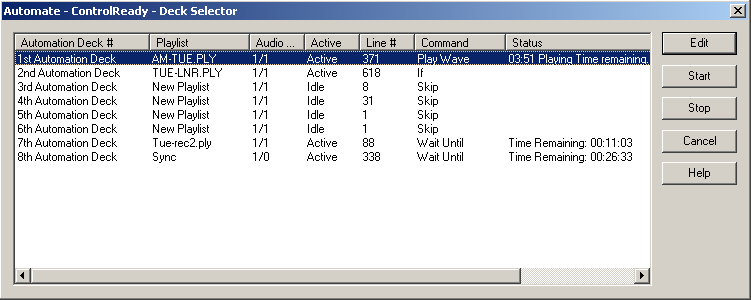 Automate - ControlReady - Deck Selector
Automation Deck # Playlist Audio ... Active Line # Command Status
1st Automation Deck AM-TUE.PLY 1/1 Active 371 Play Wave 03:51 Playing Time remaining,
2nd Automation Deck TUE-LNR.PLY 1/1 Active 618 If
3rd Automation Deck New Playlist 1/1 Idle 8 Skip
4th Automation Deck New Playlist 1/1 Idle 31 Skip
5th Automation Deck New Playlist 1/1 Idle 1 Skip
6th Automation Deck New Playlist 1/1 Idle 1 Skip
7th Automation Deck Tue-rec2.ply 1/1 Active 88 Wait Until Time Remaining: 00:11:03
8th Automation Deck Sync 1/0 Active 338 Wait Until Time Remaining: 00:26:33
Edit
Start
Stop
Cancel
Help